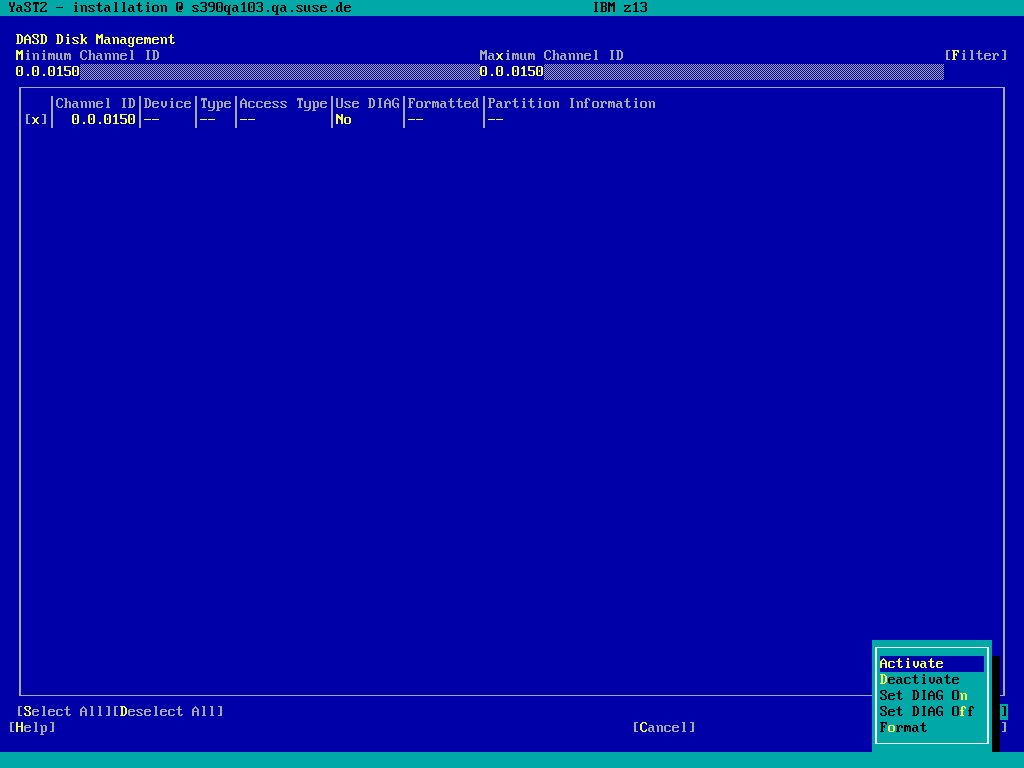 YaST2 - installation @ s390qa103.qa.suse.de IBM z13
DASD Disk Management
Minimum Channel ID Maximum Channel ID [Filter]
0.0.0150 0.0.0150
Channel ID|Device|Type|Access Type|Use DIAG|Formatted|Partition Information
[x]| 0.0.0150|-- |-- |-- |No |-- |--
Activate
Deactivate
Set DIAG On
[Select All][Deselect All] Set DIAG Off ]
[Help] [Cancel] Format ]